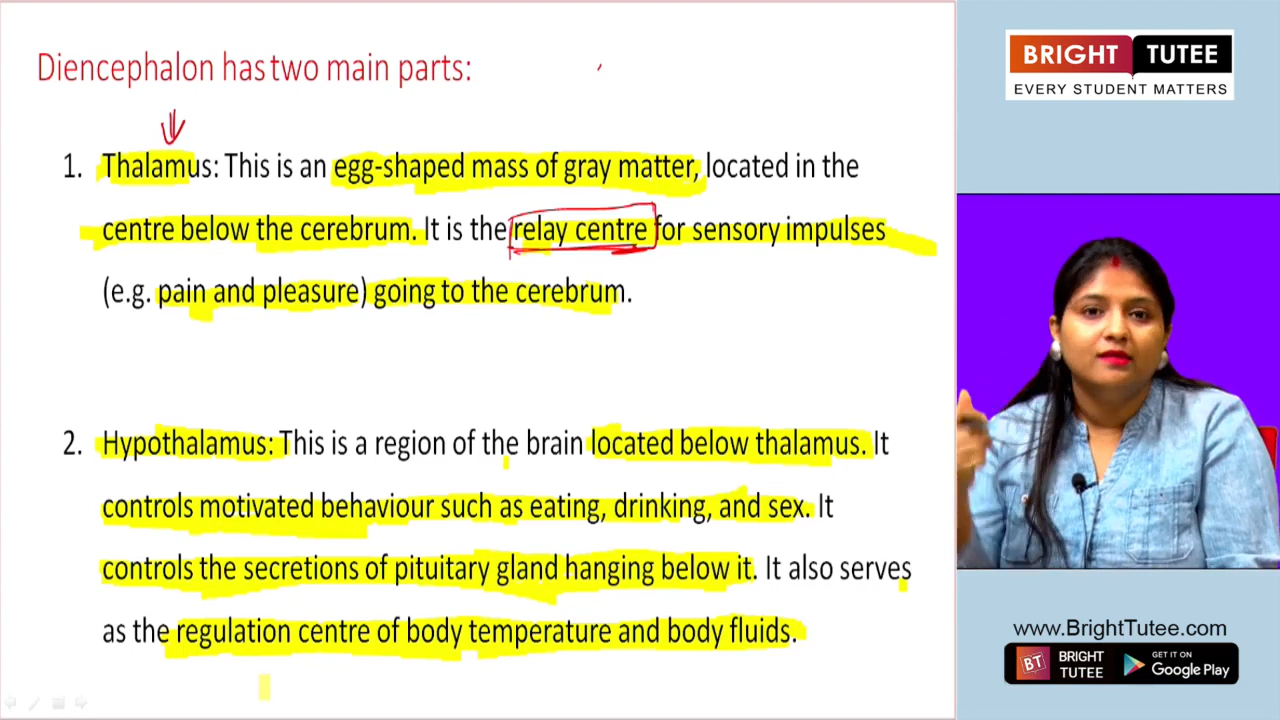 Diencephalon has two main parts:
1. Thalamus: This is an egg-shaped mass of gray matter, located in the
centre below the cerebrum. It is the relay centre for sensory impulses
(e.g. pain and pleasure) going to the cerebrum.
2. Hypothalamus: This is a region of the brain located below thalamus. It
controls motivated behaviour such as eating, drinking, and sex. It
controls the secretions of pituitary gland hanging below it. It also serves
as the regulation centre of body temperature and body fluids.
BRIGHT TUTEE
EVERY STUDENT MATTERS
www.BrightTutee.com
BT BRIGHT TUTEE
GET IT ON
Google Play